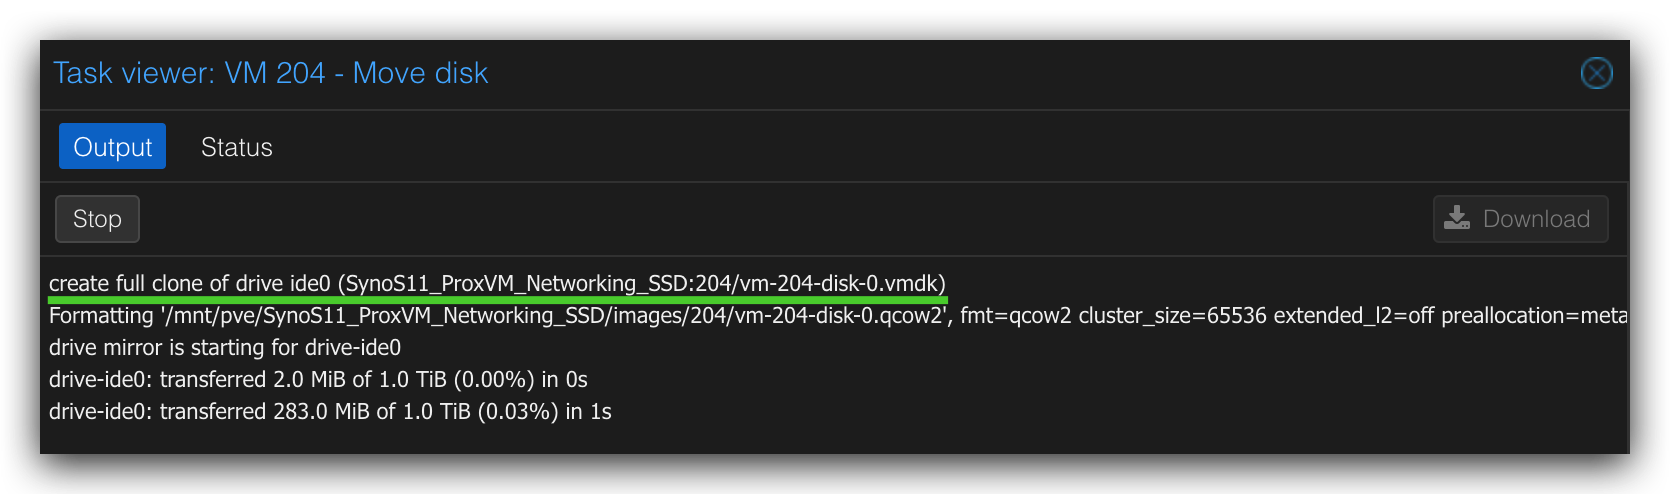 Task viewer: VM 204 - Move disk
Output Status
Stop Download
create full clone of drive ide0 (SynoS11_ProxVM_Networking_SSD:204/vm-204-disk-0.vmdk)
Formatting '/mnt/pve/SynoS11_ProxVM_Networking_SSD/images/204/vm-204-disk-0.qcow2', fmt=qcow2 cluster_size=65536 extended_l2=off preallocation=meta
drive mirror is starting for drive-ide0
drive-ide0: transferred 2.0 MiB of 1.0 TiB (0.00%) in 0s
drive-ide0: transferred 283.0 MiB of 1.0 TiB (0.03%) in 1s